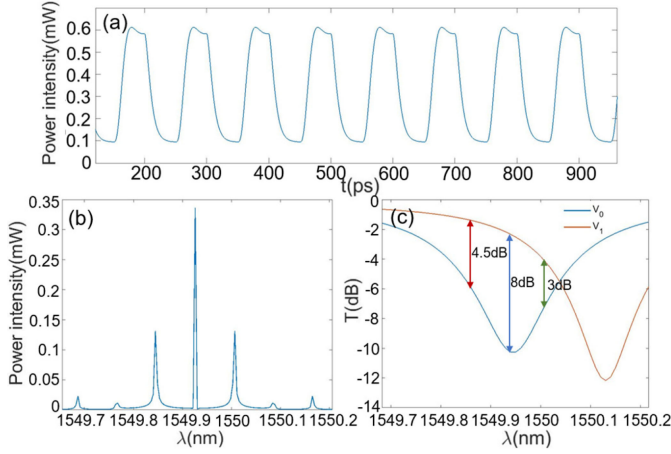 (a)
Power intensity(mW)
0.6
0.5
0.4
0.3
0.2
0.1
0
200 300 400 500 600 700 800 900
t(ps)
(b)
Power intensity(mW)
0.35
0.3
0.25
0.2
0.15
0.1
0.05
0
1549.7 1549.8 1549.9 1550 1550.1 1550.2
λ(nm)
(c)
T(dB)
0
-2
-4
-6
-8
-10
-12
-14
V0
V1
4.5dB
8dB
3dB
1549.7 1549.8 1549.9 1550 1550.1 1550.2
λ(nm)